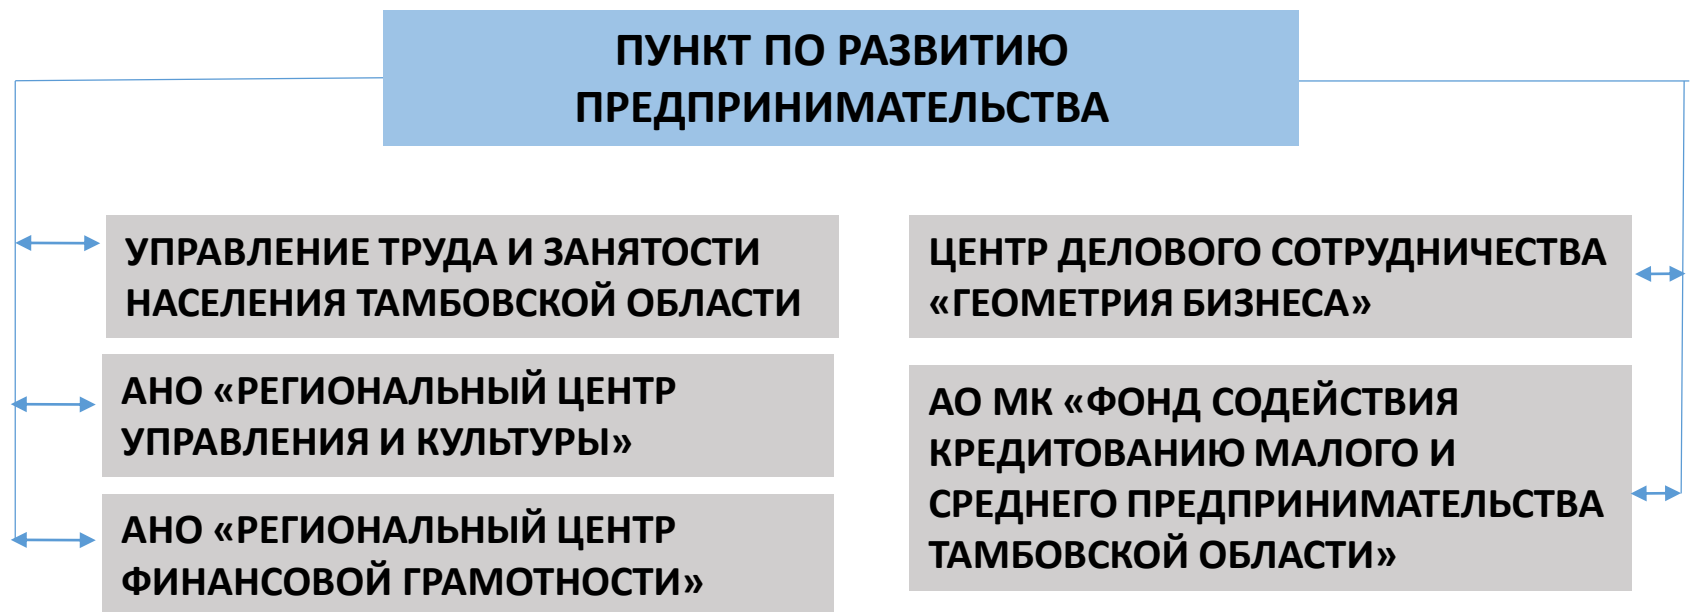 ПУНКТ ПО РАЗВИТИЮ
ПРЕДПРИНИМАТЕЛЬСТВА
УПРАВЛЕНИЕ ТРУДА И ЗАНЯТОСТИ
НАСЕЛЕНИЯ ТАМБОВСКОЙ ОБЛАСТИ
АНО «РЕГИОНАЛЬНЫЙ ЦЕНТР
УПРАВЛЕНИЯ И КУЛЬТУРЫ»
АНО «РЕГИОНАЛЬНЫЙ ЦЕНТР
ФИНАНСОВОЙ ГРАМОТНОСТИ»
ЦЕНТР ДЕЛОВОГО СОТРУДНИЧЕСТВА
«ГЕОМЕТРИЯ БИЗНЕСА»
АО МК «ФОНД СОДЕЙСТВИЯ
КРЕДИТОВАНИЮ МАЛОГО И
СРЕДНЕГО ПРЕДПРИНИМАТЕЛЬСТВА
ТАМБОВСКОЙ ОБЛАСТИ»